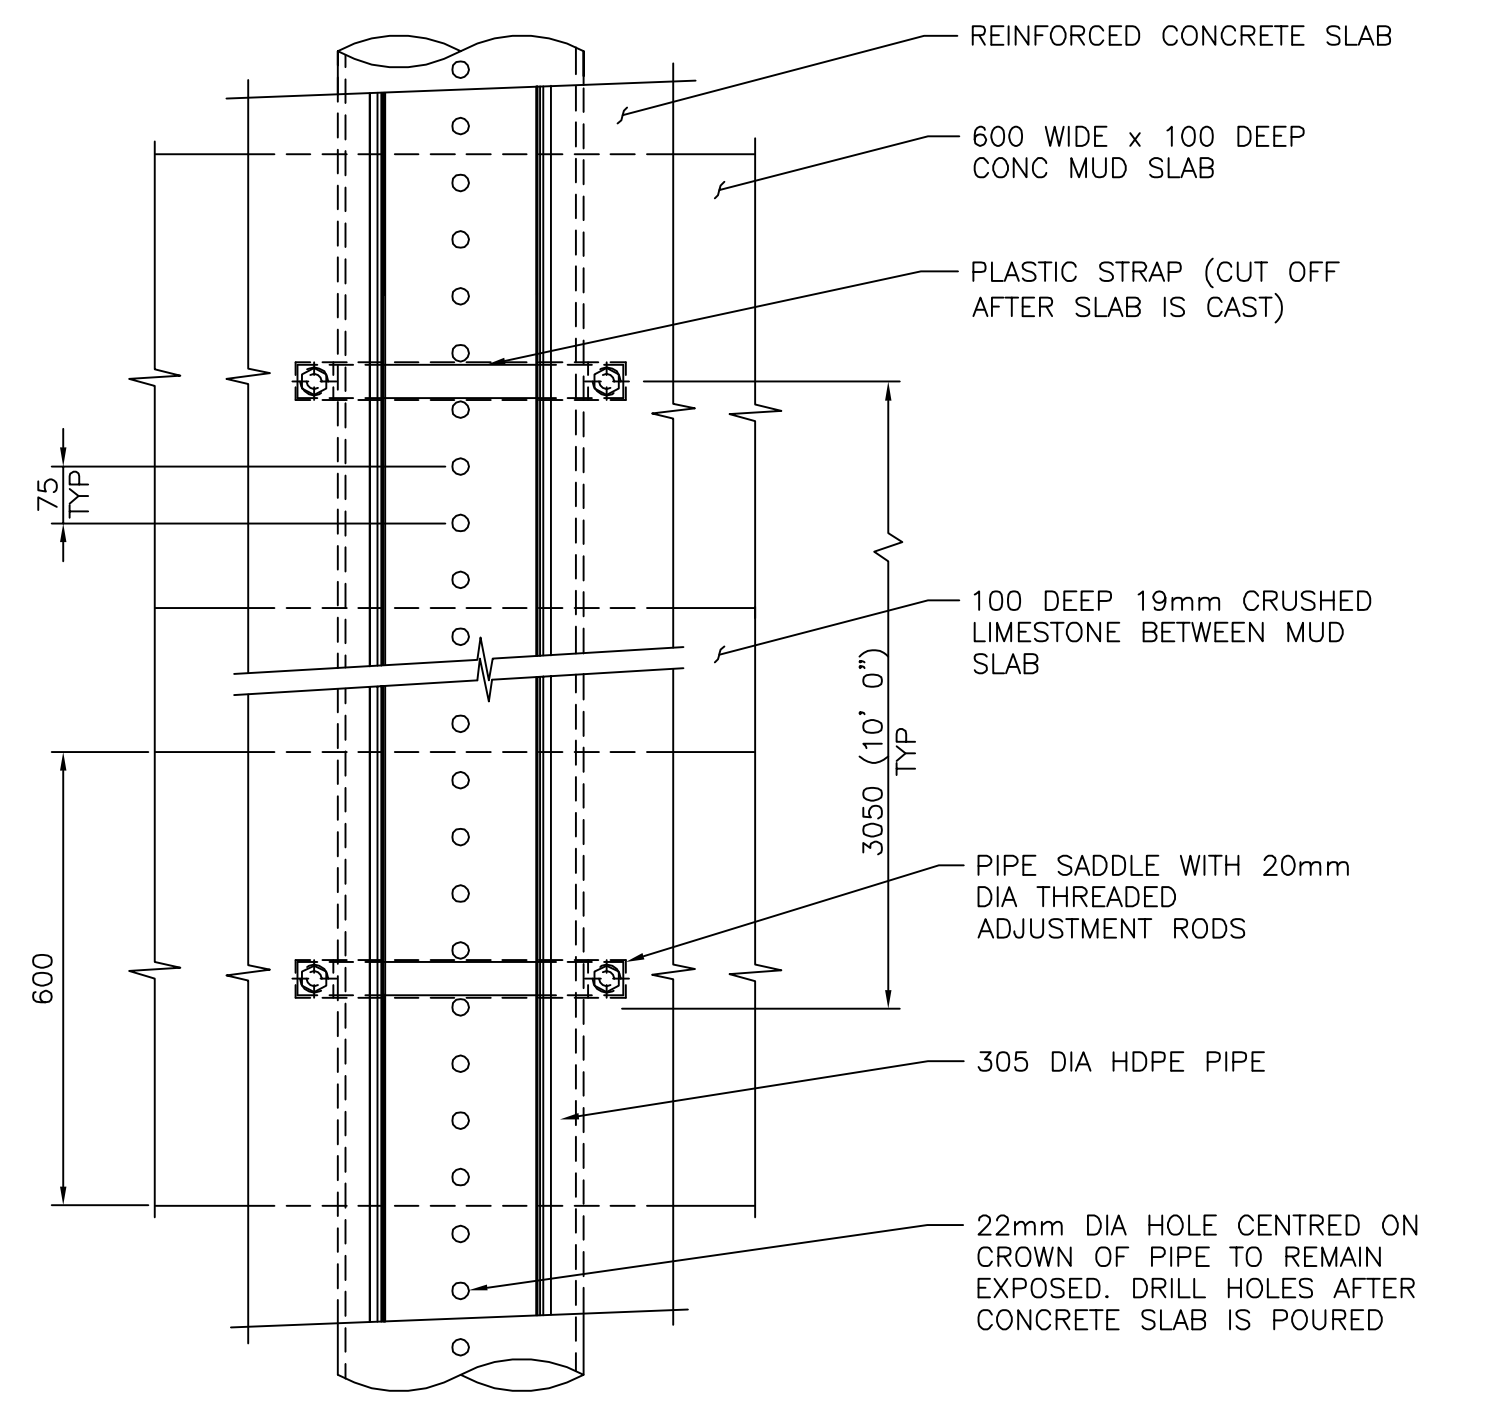 REINFORCED CONCRETE SLAB
600 WIDE x 100 DEEP
CONC MUD SLAB
PLASTIC STRAP (CUT OFF
AFTER SLAB IS CAST)
75
TYP
100 DEEP 19mm CRUSHED
LIMESTONE BETWEEN MUD
SLAB
3050 (10' 0")
TYP
PIPE SADDLE WITH 20mm
DIA THREADED
ADJUSTMENT RODS
600
305 DIA HDPE PIPE
22mm DIA HOLE CENTRED ON
CROWN OF PIPE TO REMAIN
EXPOSED. DRILL HOLES AFTER
CONCRETE SLAB IS POURED